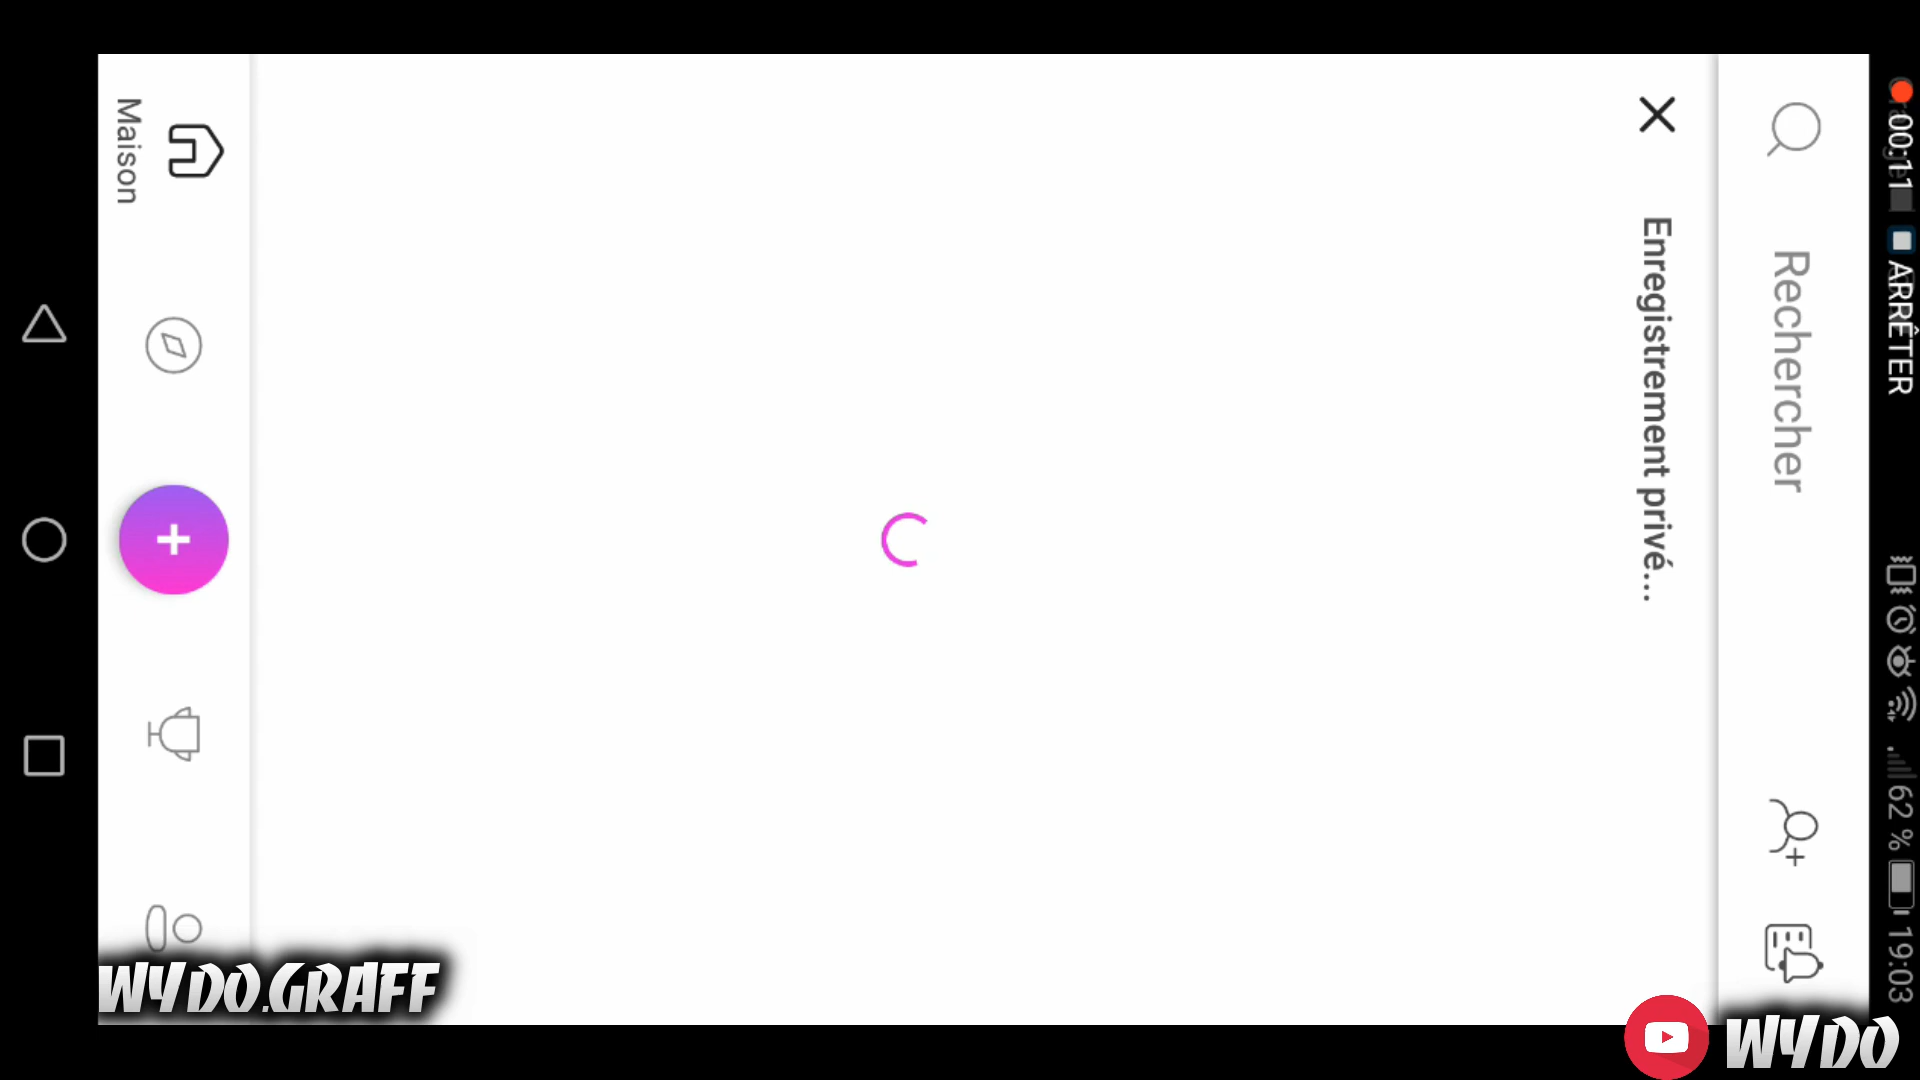 00:11 ARRÊTER 62 % 19:03
Rechercher
Enregistrement privé...
Maison
WYDO.GRAFF
WYDO